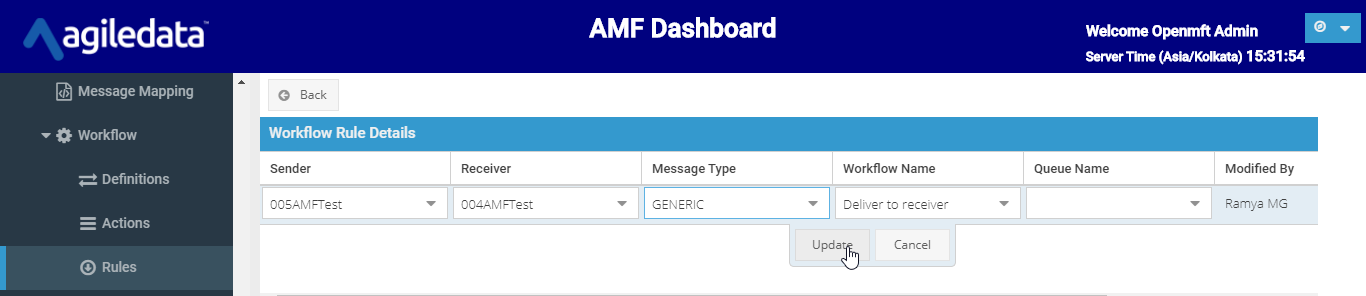 agiledata™
AMF Dashboard
Welcome Openmft Admin
Server Time (Asia/Kolkata) 15:31:54
Message Mapping
Workflow
Definitions
Actions
Rules
Back
Workflow Rule Details
Sender Receiver Message Type Workflow Name Queue Name Modified By
005AMFTest 004AMFTest GENERIC Deliver to receiver Ramya MG
Update Cancel